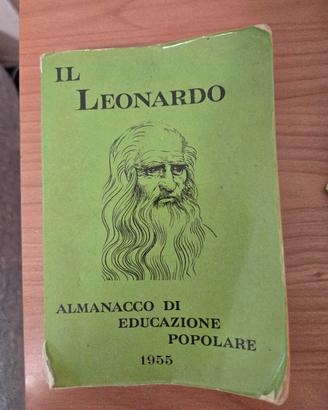 IL
LEONARDO
ALMANACCO DI
EDUCAZIONE
POPOLARE
1955